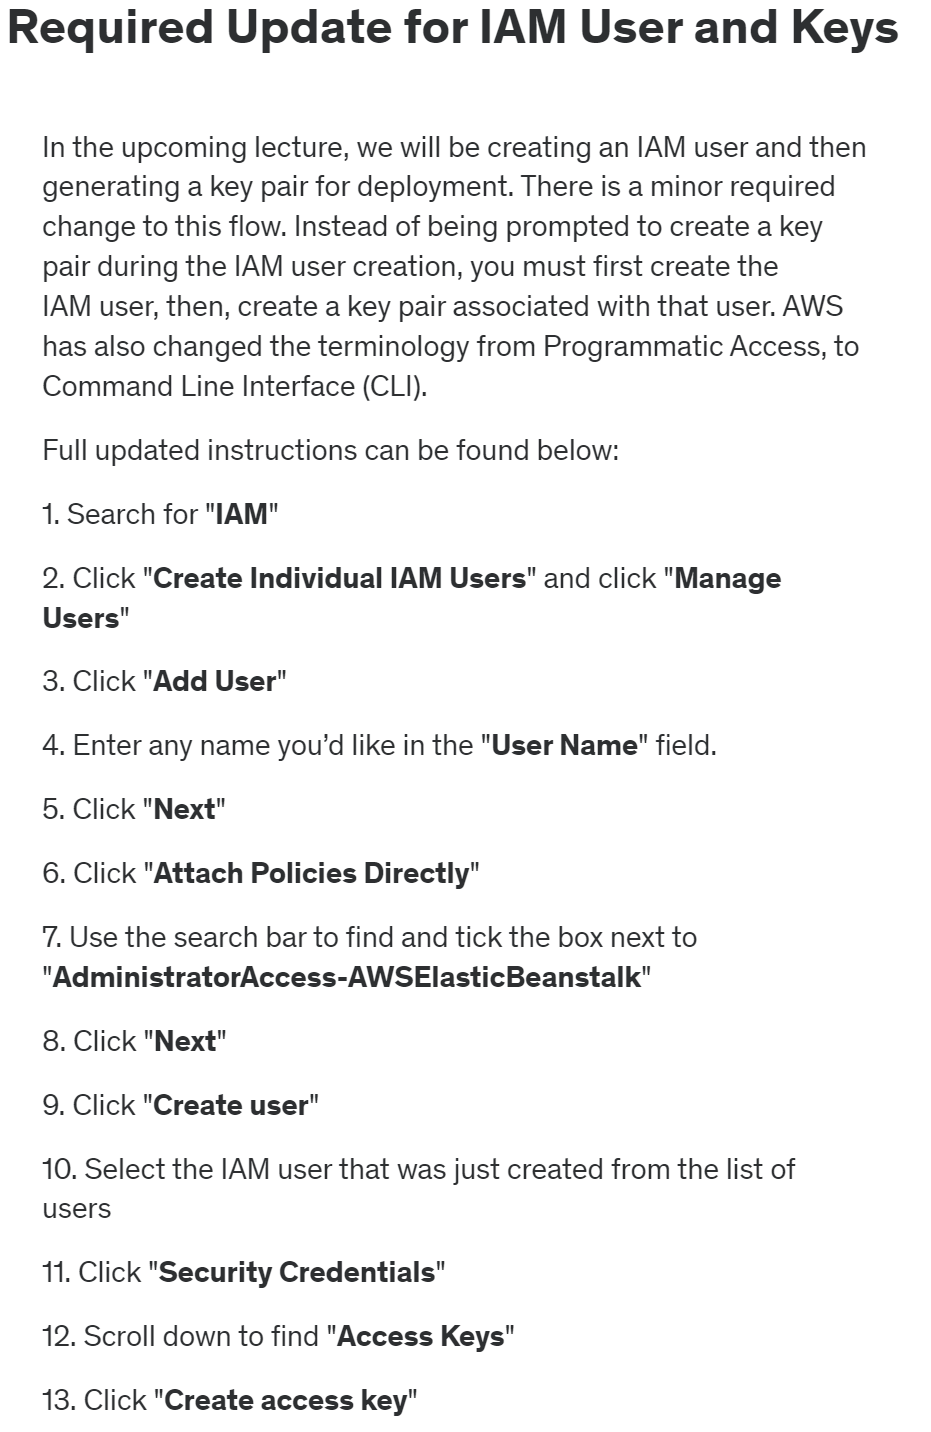 Required Update for IAM User and Keys
In the upcoming lecture, we will be creating an IAM user and then
generating a key pair for deployment. There is a minor required
change to this flow. Instead of being prompted to create a key
pair during the IAM user creation, you must first create the
IAM user, then, create a key pair associated with that user. AWS
has also changed the terminology from Programmatic Access, to
Command Line Interface (CLI).
Full updated instructions can be found below:
1. Search for "IAM"
2. Click "Create Individual IAM Users" and click "Manage
Users"
3. Click "Add User"
4. Enter any name you’d like in the "User Name" field.
5. Click "Next"
6. Click "Attach Policies Directly"
7. Use the search bar to find and tick the box next to
"AdministratorAccess-AWSElasticBeanstalk"
8. Click "Next"
9. Click "Create user"
10. Select the IAM user that was just created from the list of
users
11. Click "Security Credentials"
12. Scroll down to find "Access Keys"
13. Click "Create access key"